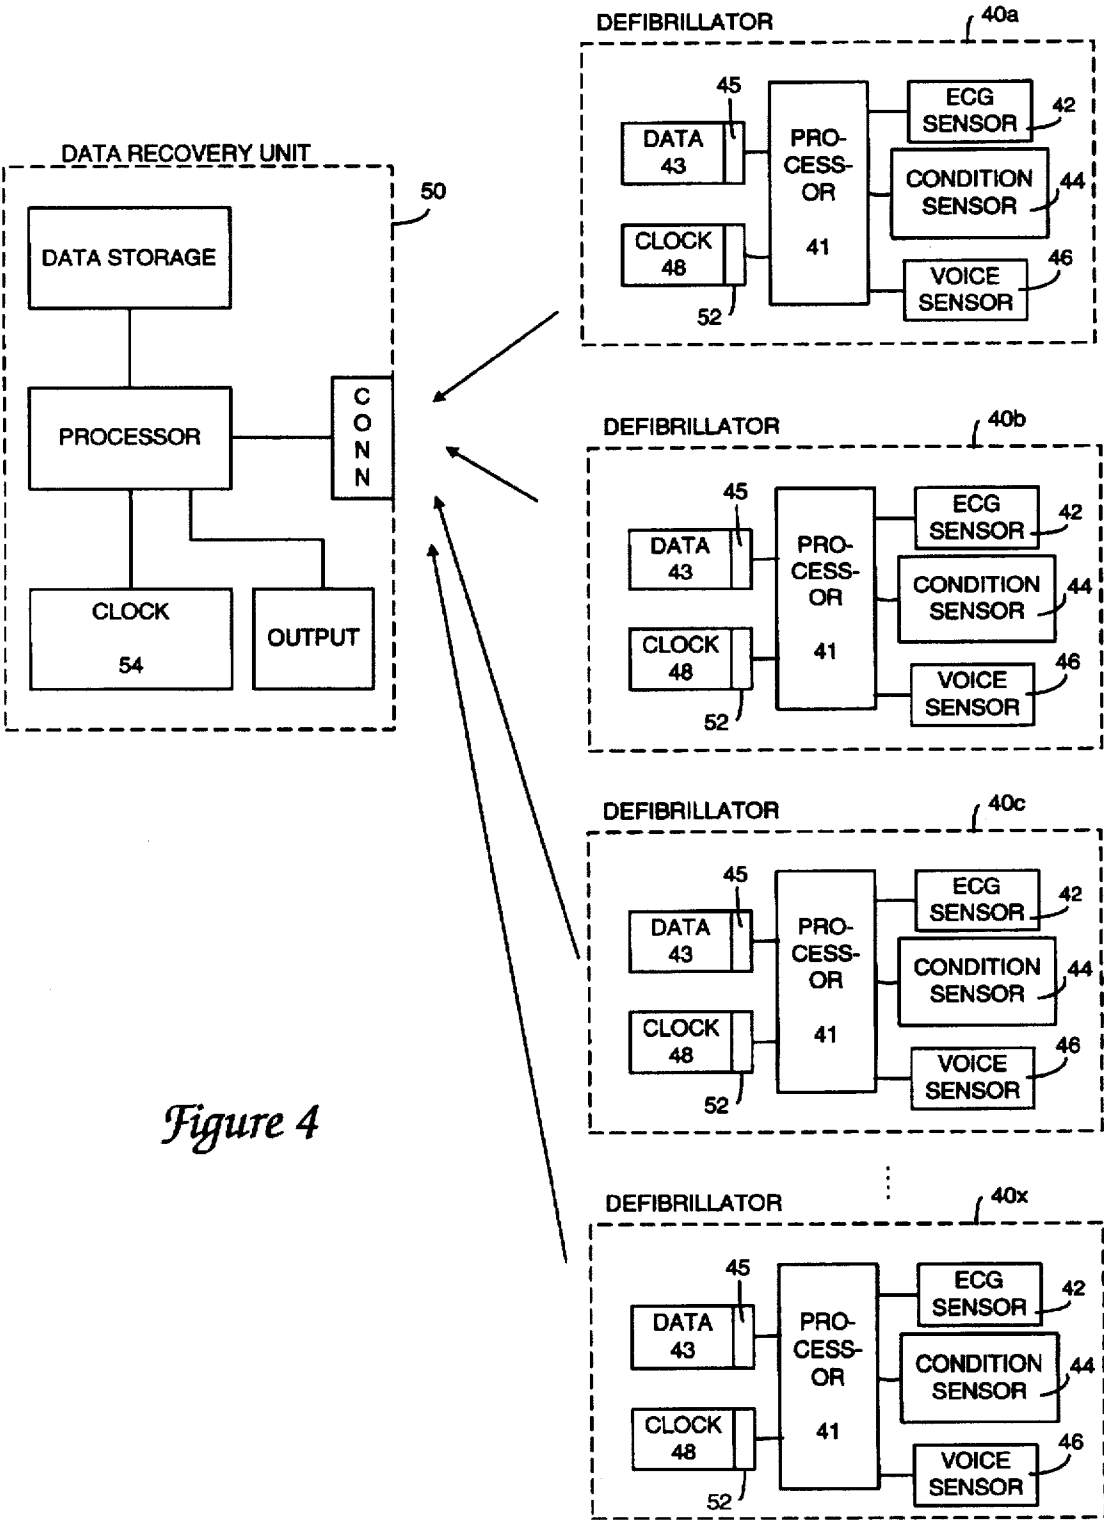 DATA RECOVERY UNIT
50
DATA STORAGE
PROCESSOR
C
O
N
N
CLOCK
54
OUTPUT
DEFIBRILLATOR
40a
45
DATA
43
CLOCK
48
52
PRO-
CESS-
OR
41
ECG
SENSOR
42
CONDITION
SENSOR
44
VOICE
SENSOR
46
DEFIBRILLATOR
40b
45
DATA
43
CLOCK
48
52
PRO-
CESS-
OR
41
ECG
SENSOR
42
CONDITION
SENSOR
44
VOICE
SENSOR
46
DEFIBRILLATOR
40c
45
DATA
43
CLOCK
48
52
PRO-
CESS-
OR
41
ECG
SENSOR
42
CONDITION
SENSOR
44
VOICE
SENSOR
46
DEFIBRILLATOR
40x
45
DATA
43
CLOCK
48
52
PRO-
CESS-
OR
41
ECG
SENSOR
42
CONDITION
SENSOR
44
VOICE
SENSOR
46
Figure 4